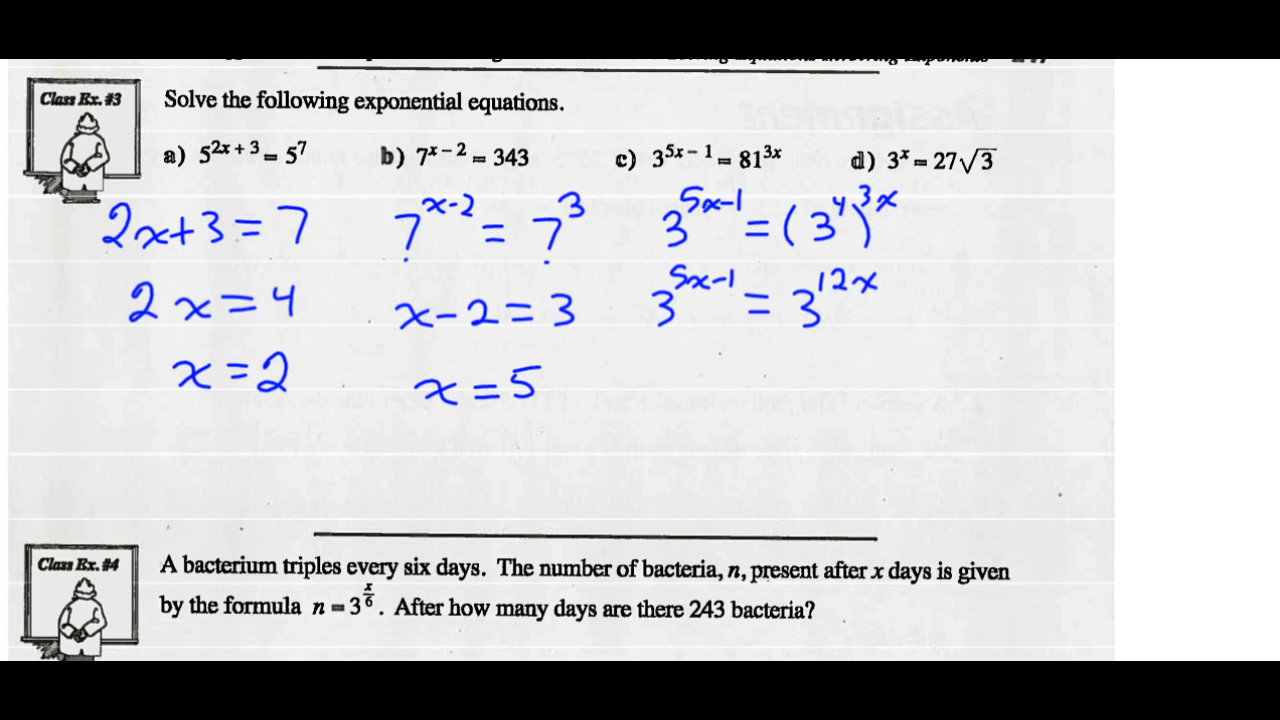 Class Ex. #3
Solve the following exponential equations.
a) 5^{2x + 3} = 5^7 b) 7^{x – 2} = 343 c) 3^{5x – 1} = 81^{3x} d) 3^x = 27√3
2x+3=7 7^{x-2} = 7^3 3^{5x-1} = (3^4)^{3x}
2x=4 x-2=3 3^{5x-1} = 3^{12x}
x=2 x=5
Class Ex. #4
A bacterium triples every six days. The number of bacteria, n, present after x days is given
by the formula n = 3^{x/6}. After how many days are there 243 bacteria?